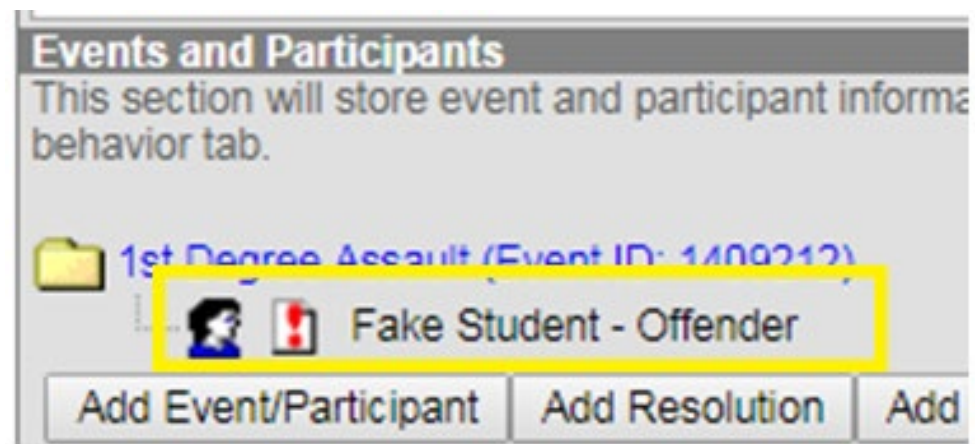 Events and Participants
This section will store event and participant
behavior tab.
1st Degree Assault (Event ID: 1409212)
Fake Student - Offender
Add Event/Participant Add Resolution Add